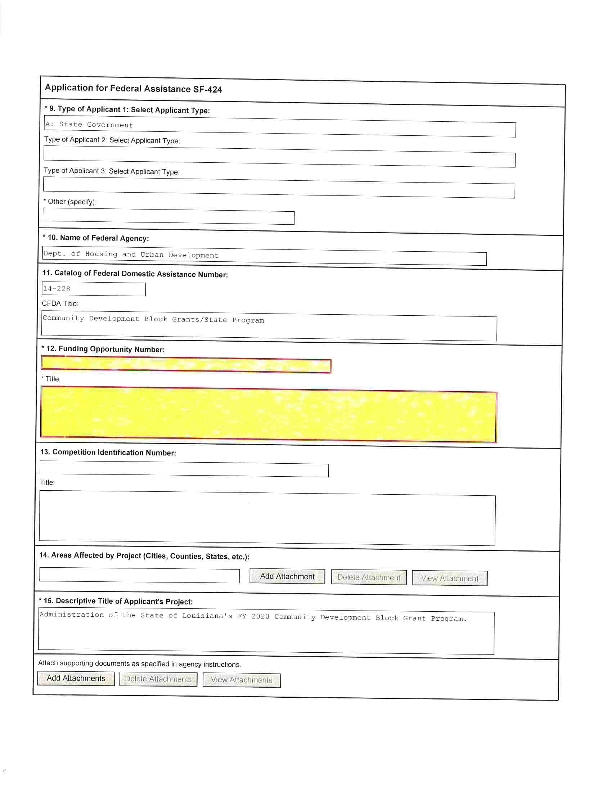 Application for Federal Assistance SF-424
* 9. Type of Applicant 1: Select Applicant Type:
A: State Government
Type of Applicant 2: Select Applicant Type:
Type of Applicant 3: Select Applicant Type:
* Other (specify):
* 10. Name of Federal Agency:
Dept. of Housing and Urban Development
11. Catalog of Federal Domestic Assistance Number:
14-228
CFDA Title:
Community Development Block Grants/State Program
* 12. Funding Opportunity Number:
* Title:
13. Competition Identification Number:
Title:
14. Areas Affected by Project (Cities, Counties, States, etc.):
Add Attachment Delete Attachment View Attachment
* 15. Descriptive Title of Applicant's Project:
Administration of the State of Louisiana's FY 2020 Community Development Block Grant Program.
Attach supporting documents as specified in agency instructions.
Add Attachments Delete Attachments View Attachments